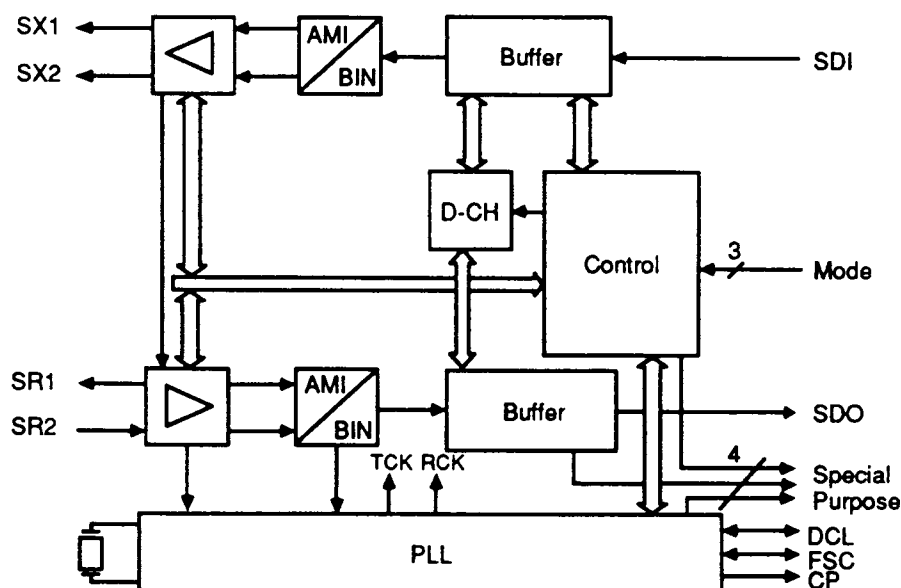 SX1
AMI
BIN
Buffer
SDI
SX2
D-CH
Control
3
Mode
SR1
AMI
BIN
Buffer
SDO
SR2
TCK RCK
4
Special
Purpose
PLL
DCL
FSC
CP